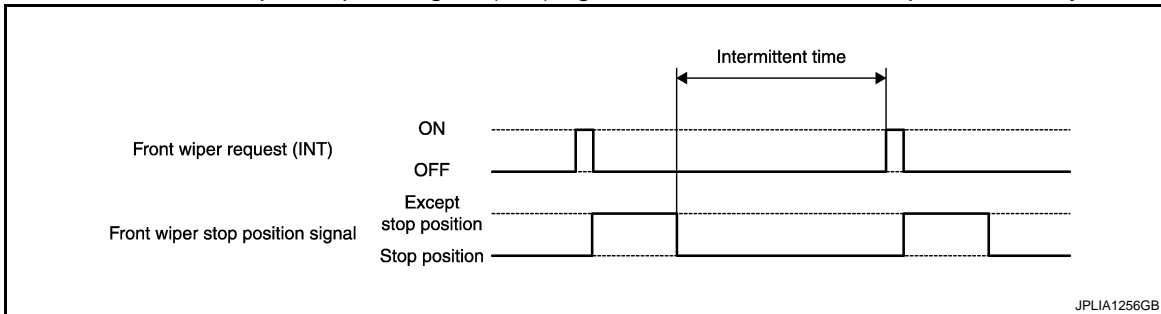 Intermittent time
ON
Front wiper request (INT)
OFF
Except
stop position
Front wiper stop position signal
Stop position
JPLIA1256GB